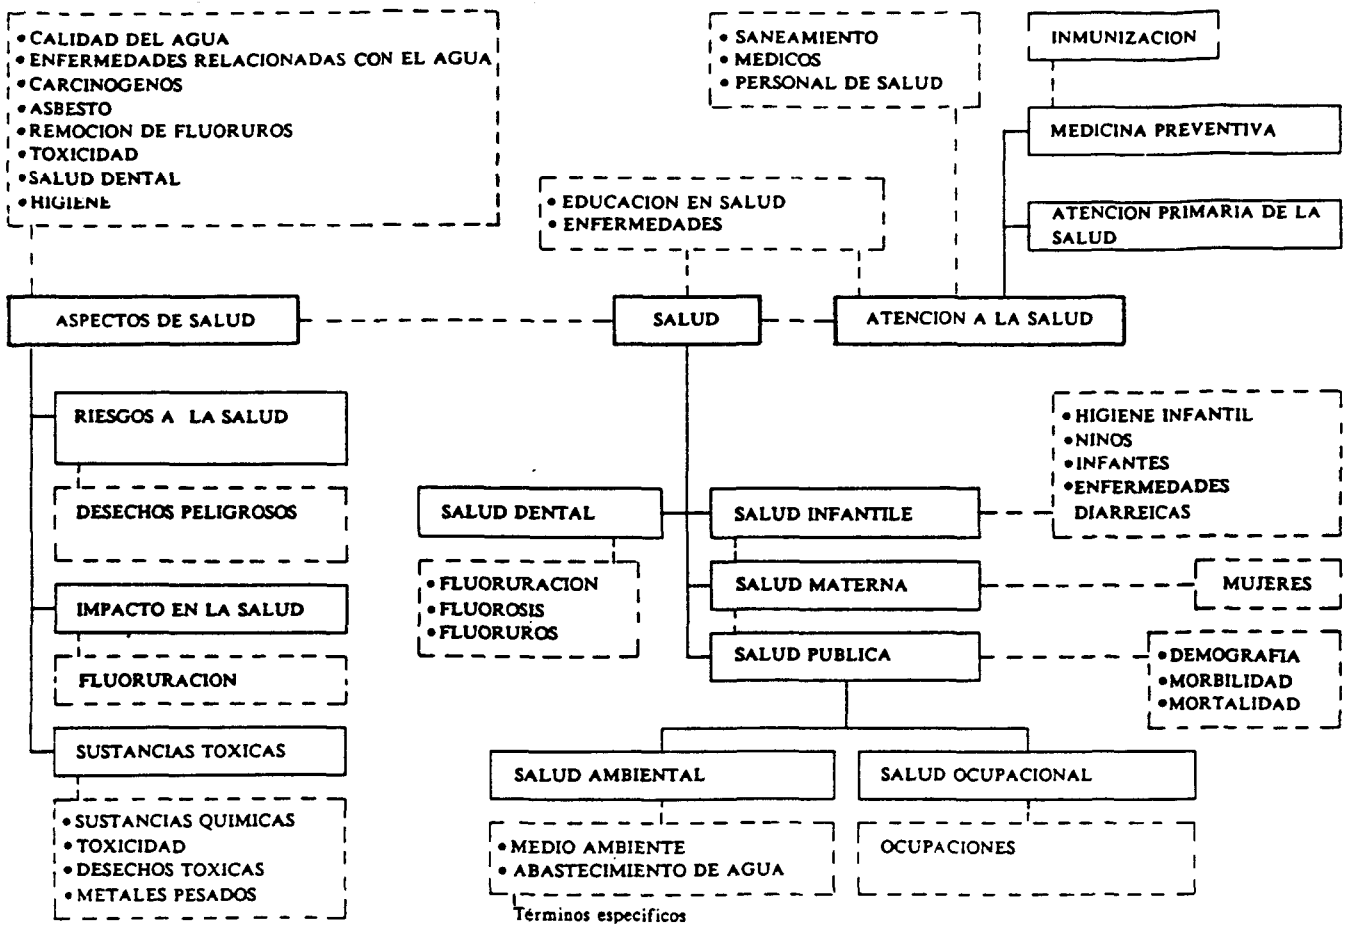 • CALIDAD DEL AGUA
• ENFERMEDADES RELACIONADAS CON EL AGUA
• CARCINOGENOS
• ASBESTO
• REMOCION DE FLUORUROS
• TOXICIDAD
• SALUD DENTAL
• HIGIENE
• SANEAMIENTO
• MEDICOS
• PERSONAL DE SALUD
INMUNIZACION
MEDICINA PREVENTIVA
• EDUCACION EN SALUD
• ENFERMEDADES
ATENCION PRIMARIA DE LA
SALUD
ASPECTOS DE SALUD
SALUD
ATENCION A LA SALUD
RIESGOS A LA SALUD
DESECHOS PELIGROSOS
IMPACTO EN LA SALUD
FLUORURACION
SUSTANCIAS TOXICAS
• SUSTANCIAS QUIMICAS
• TOXICIDAD
• DESECHOS TOXICAS
• METALES PESADOS
SALUD DENTAL
• FLUORURACION
• FLUOROSIS
• FLUORUROS
SALUD INFANTILE
• HIGIENE INFANTIL
• NINOS
• INFANTES
• ENFERMEDADES
DIARREICAS
SALUD MATERNA
MUJERES
SALUD PUBLICA
• DEMOGRAFIA
• MORBILIDAD
• MORTALIDAD
SALUD AMBIENTAL
• MEDIO AMBIENTE
• ABASTECIMIENTO DE AGUA
Términos especificos
SALUD OCUPACIONAL
OCUPACIONES